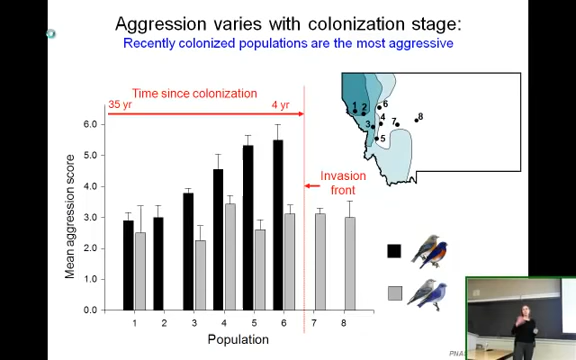 Aggression varies with colonization stage:
Recently colonized populations are the most aggressive
Time since colonization
35 yr
4 yr
6.0
5.0
4.0
3.0
2.0
1.0
0.0
Mean aggression score
1 2 3 4 5 6 7 8
Population
Invasion
front
1 2 6
3 4 7 8
5
PNAS